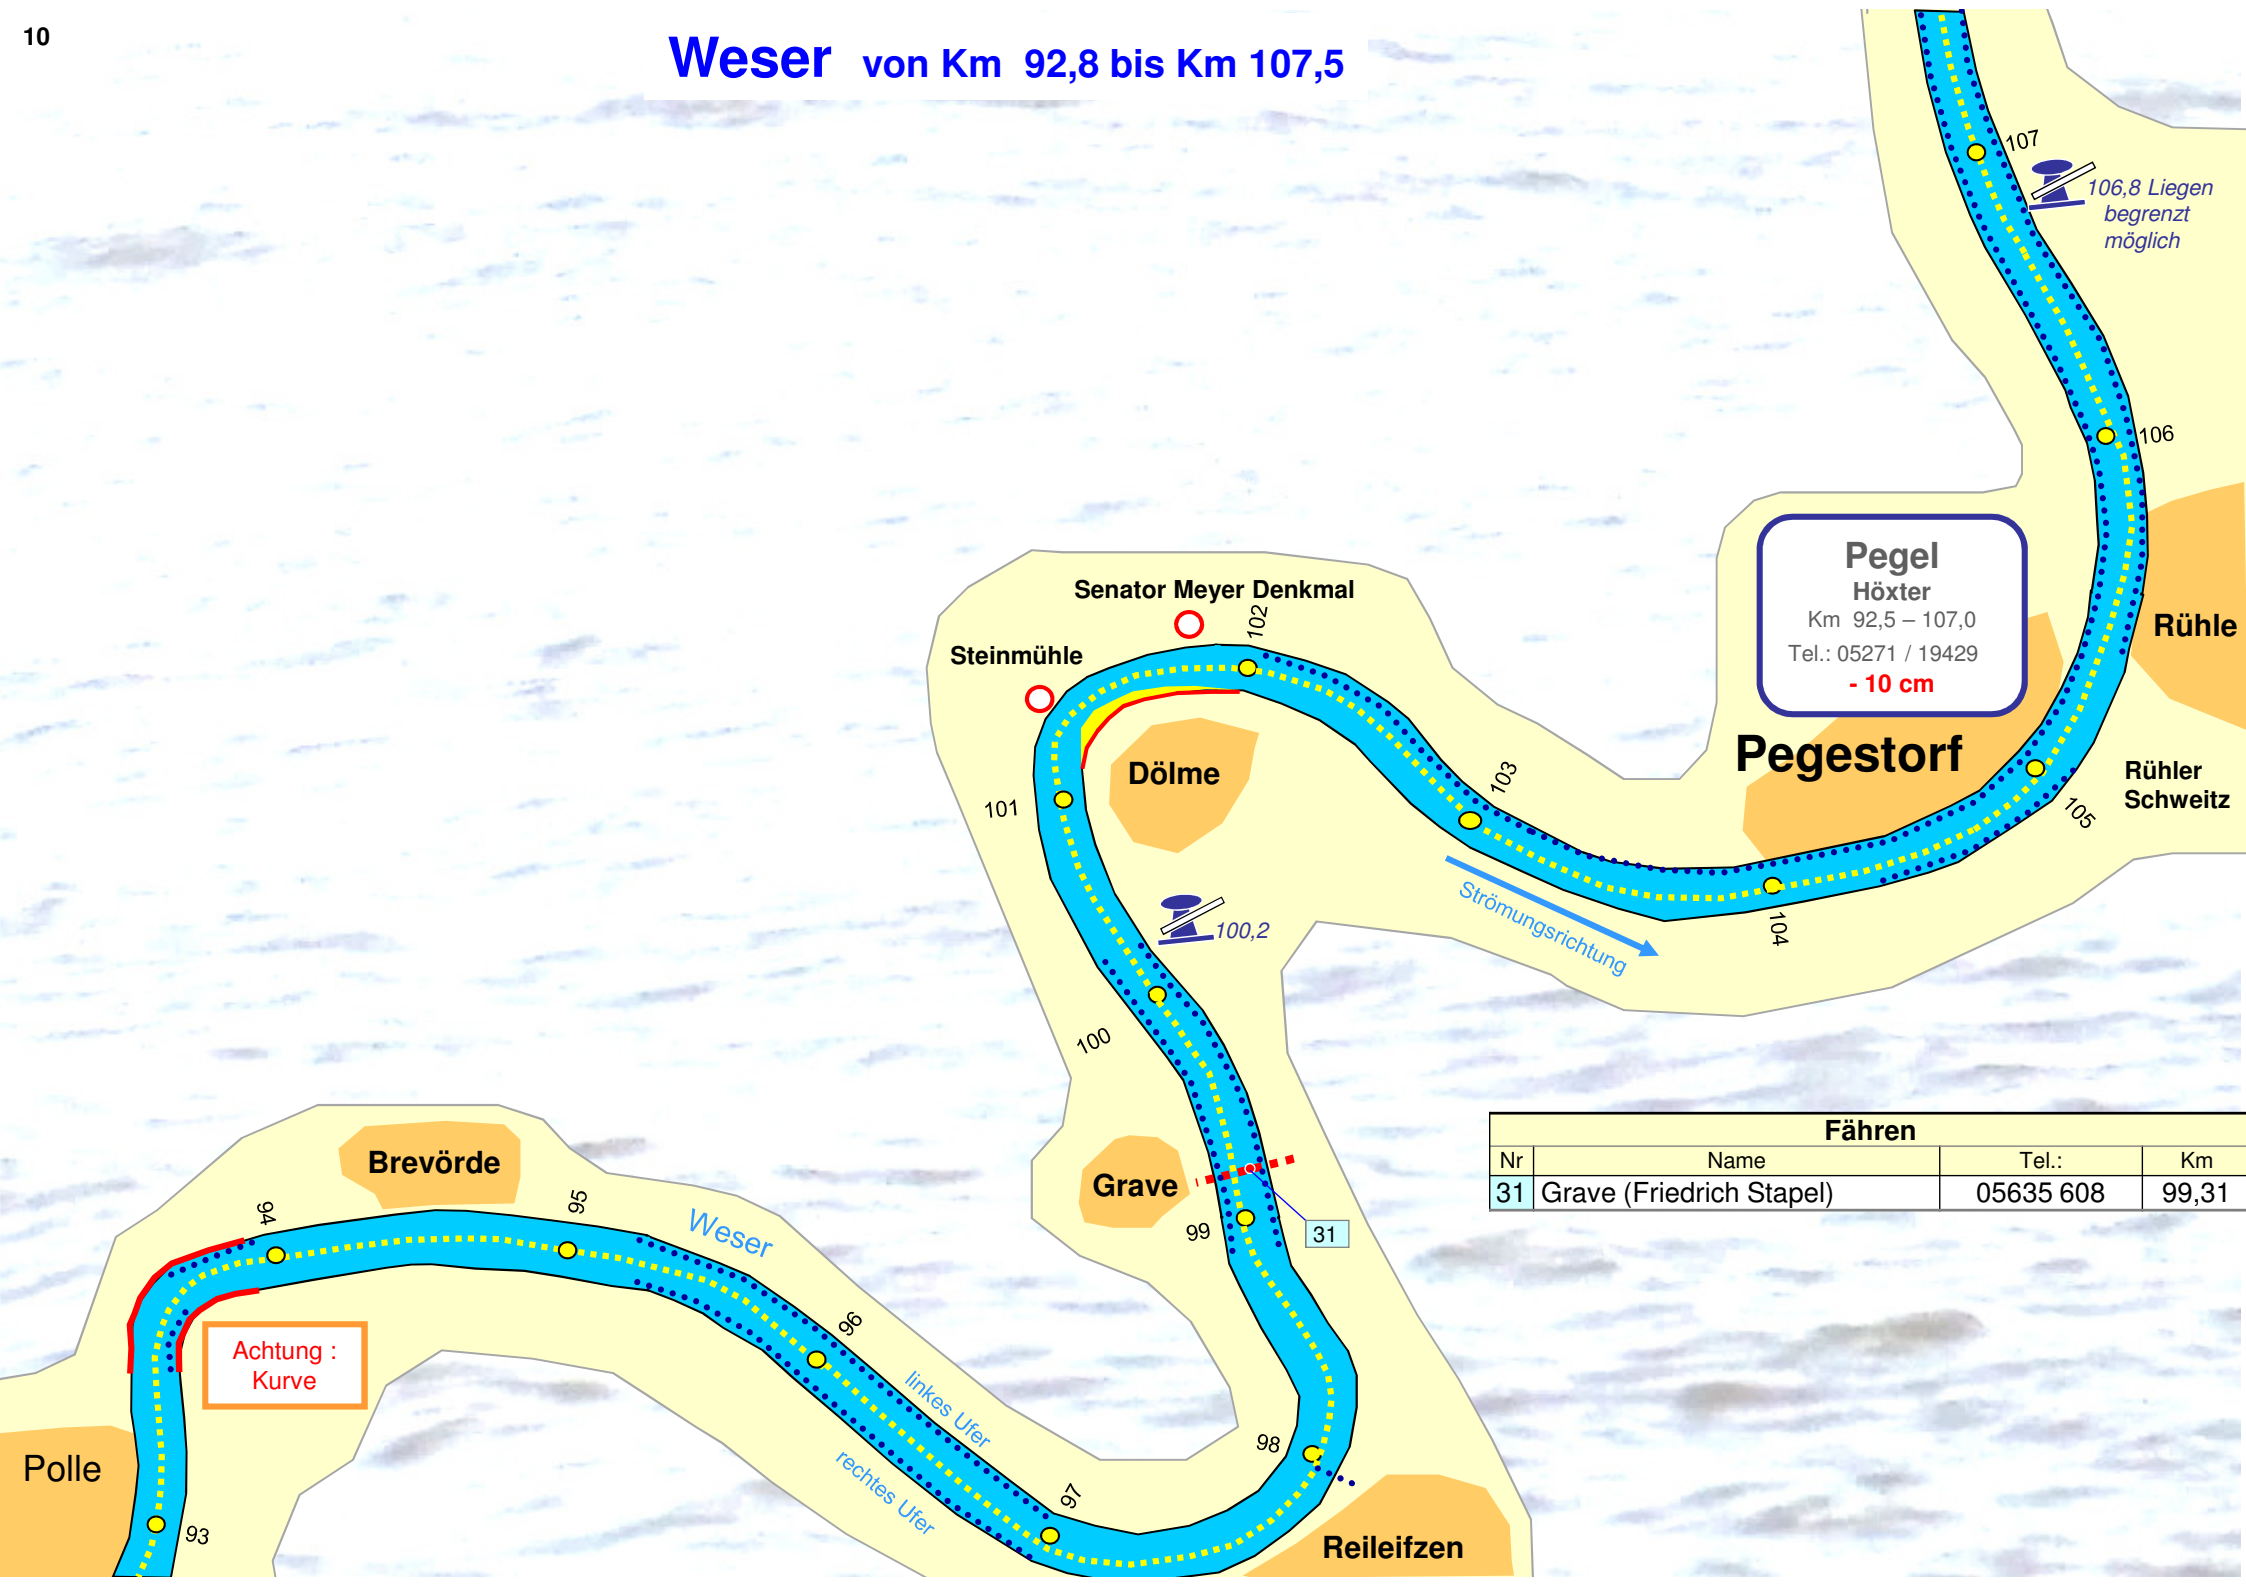 10
Weser von Km 92,8 bis Km 107,5
107
106,8 Liegen
begrenzt
möglich
106
Pegel
Höxter
Km 92,5 – 107,0
Tel.: 05271 / 19429
- 10 cm
Rühle
Senator Meyer Denkmal
102
Steinmühle
Dölme
101
103
Pegestorf
Rühler
Schweitz
105
104
Strömungsrichtung
100,2
100
Fähren
Nr Name Tel.: Km
31 Grave (Friedrich Stapel) 05635 608 99,31
Brevörde
Grave
99
31
94
95
Weser
96
Achtung :
Kurve
linkes Ufer
rechtes Ufer
98
97
Polle
93
Reileifzen